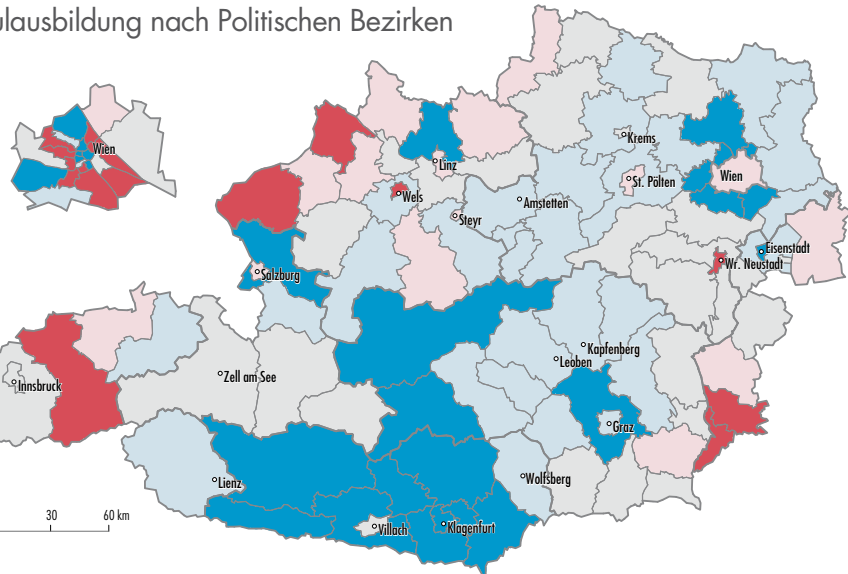 ulausbildung nach Politischen Bezirken
Wien
Krems
Linz
St. Pölten
Wien
Wels
Amstetten
Steyr
Eisenstadt
Wr. Neustadt
Salzburg
Kapfenberg
Leoben
Zell am See
Innsbruck
Graz
Wolfsberg
Lienz
30
60 km
Villach
Klagenfurt